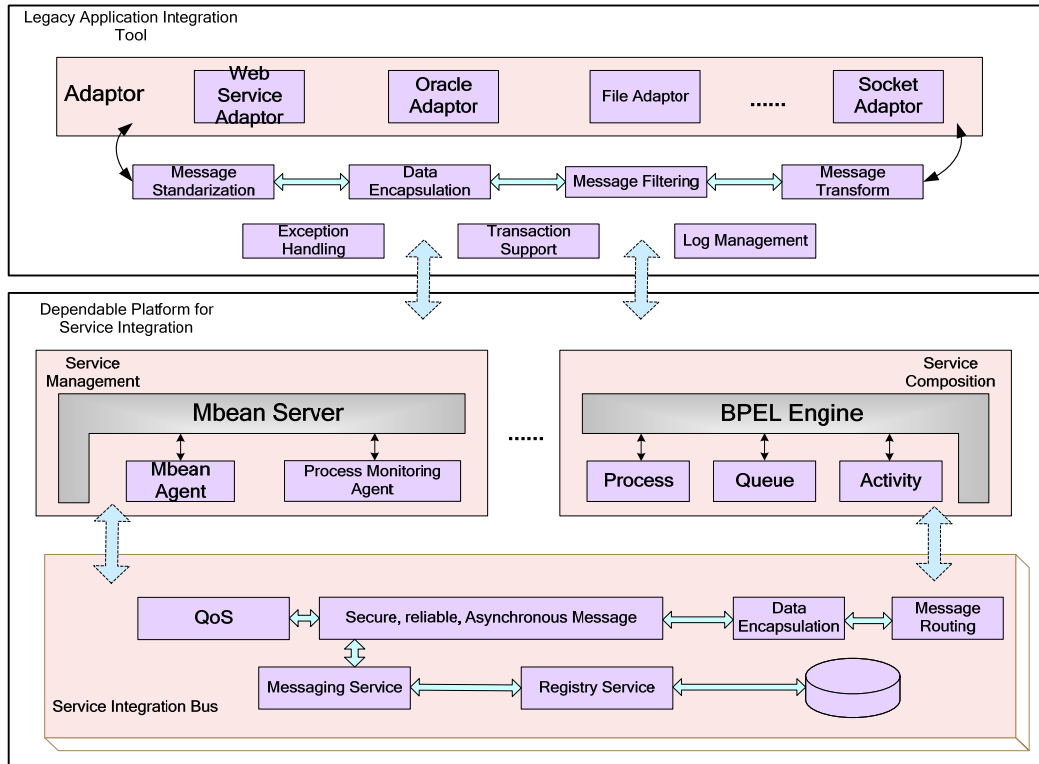 Legacy Application Integration
Tool
Adaptor
Web
Service
Adaptor
Oracle
Adaptor
File Adaptor
......
Socket
Adaptor
Message
Standarization
Data
Encapsulation
Message Filtering
Message
Transform
Exception
Handling
Transaction
Support
Log Management
Dependable Platform for
Service Integration
Service
Management
Mbean Server
Mbean
Agent
Process Monitoring
Agent
......
Service
Composition
BPEL Engine
Process
Queue
Activity
QoS
Secure, reliable, Asynchronous Message
Data
Encapsulation
Message
Routing
Messaging Service
Registry Service
Service Integration Bus